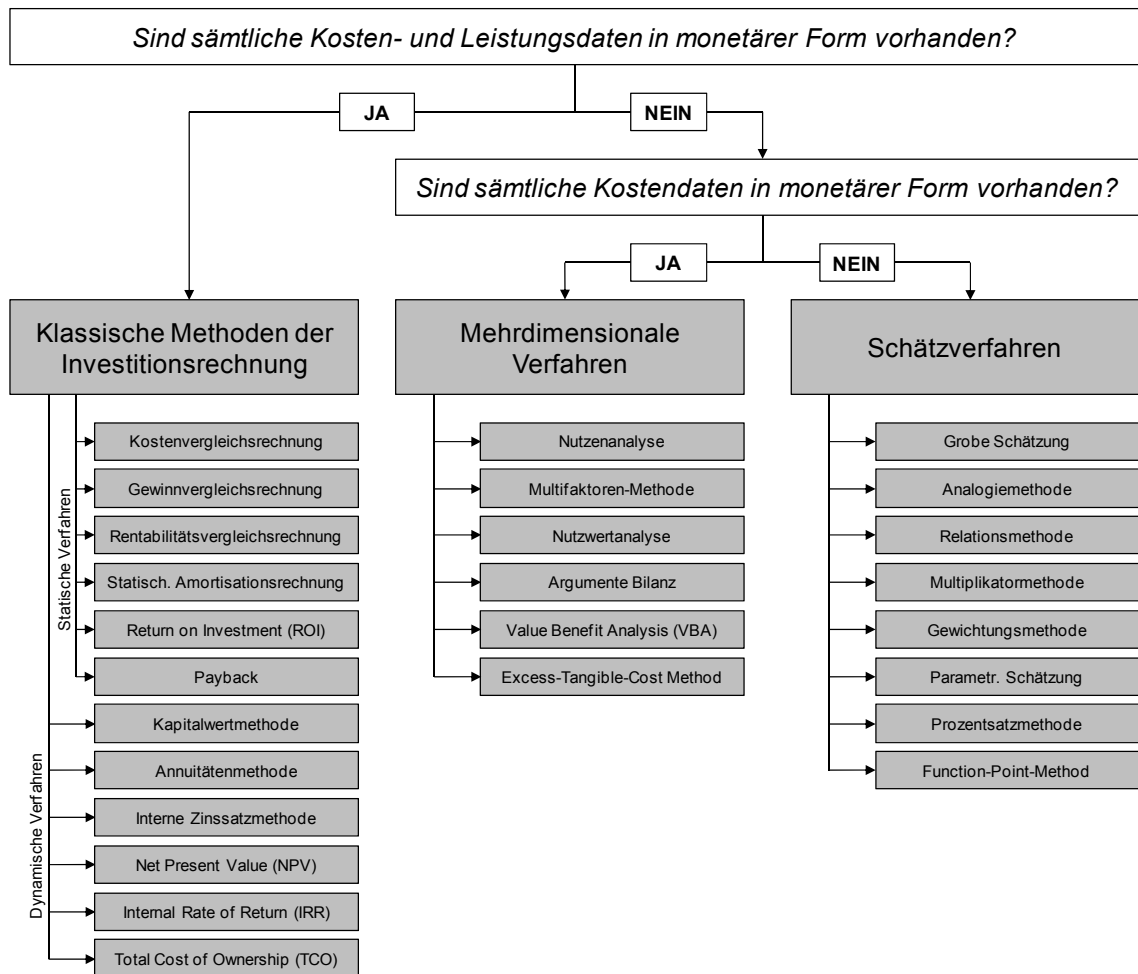 Sind sämtliche Kosten- und Leistungsdaten in monetärer Form vorhanden?
JA
NEIN
Sind sämtliche Kostendaten in monetärer Form vorhanden?
JA
NEIN
Klassische Methoden der
Investitionsrechnung
Statische Verfahren
Kostenvergleichsrechnung
Gewinnvergleichsrechnung
Rentabilitätsvergleichsrechnung
Statisch. Amortisationsrechnung
Return on Investment (ROI)
Payback
Dynamische Verfahren
Kapitalwertmethode
Annuitätenmethode
Interne Zinssatzmethode
Net Present Value (NPV)
Internal Rate of Return (IRR)
Total Cost of Ownership (TCO)
Mehrdimensionale
Verfahren
Nutzenanalyse
Multifaktoren-Methode
Nutzwertanalyse
Argumente Bilanz
Value Benefit Analysis (VBA)
Excess-Tangible-Cost Method
Schätzverfahren
Grobe Schätzung
Analogiemethode
Relationsmethode
Multiplikatormethode
Gewichtungsmethode
Parametr. Schätzung
Prozentsatzmethode
Function-Point-Method